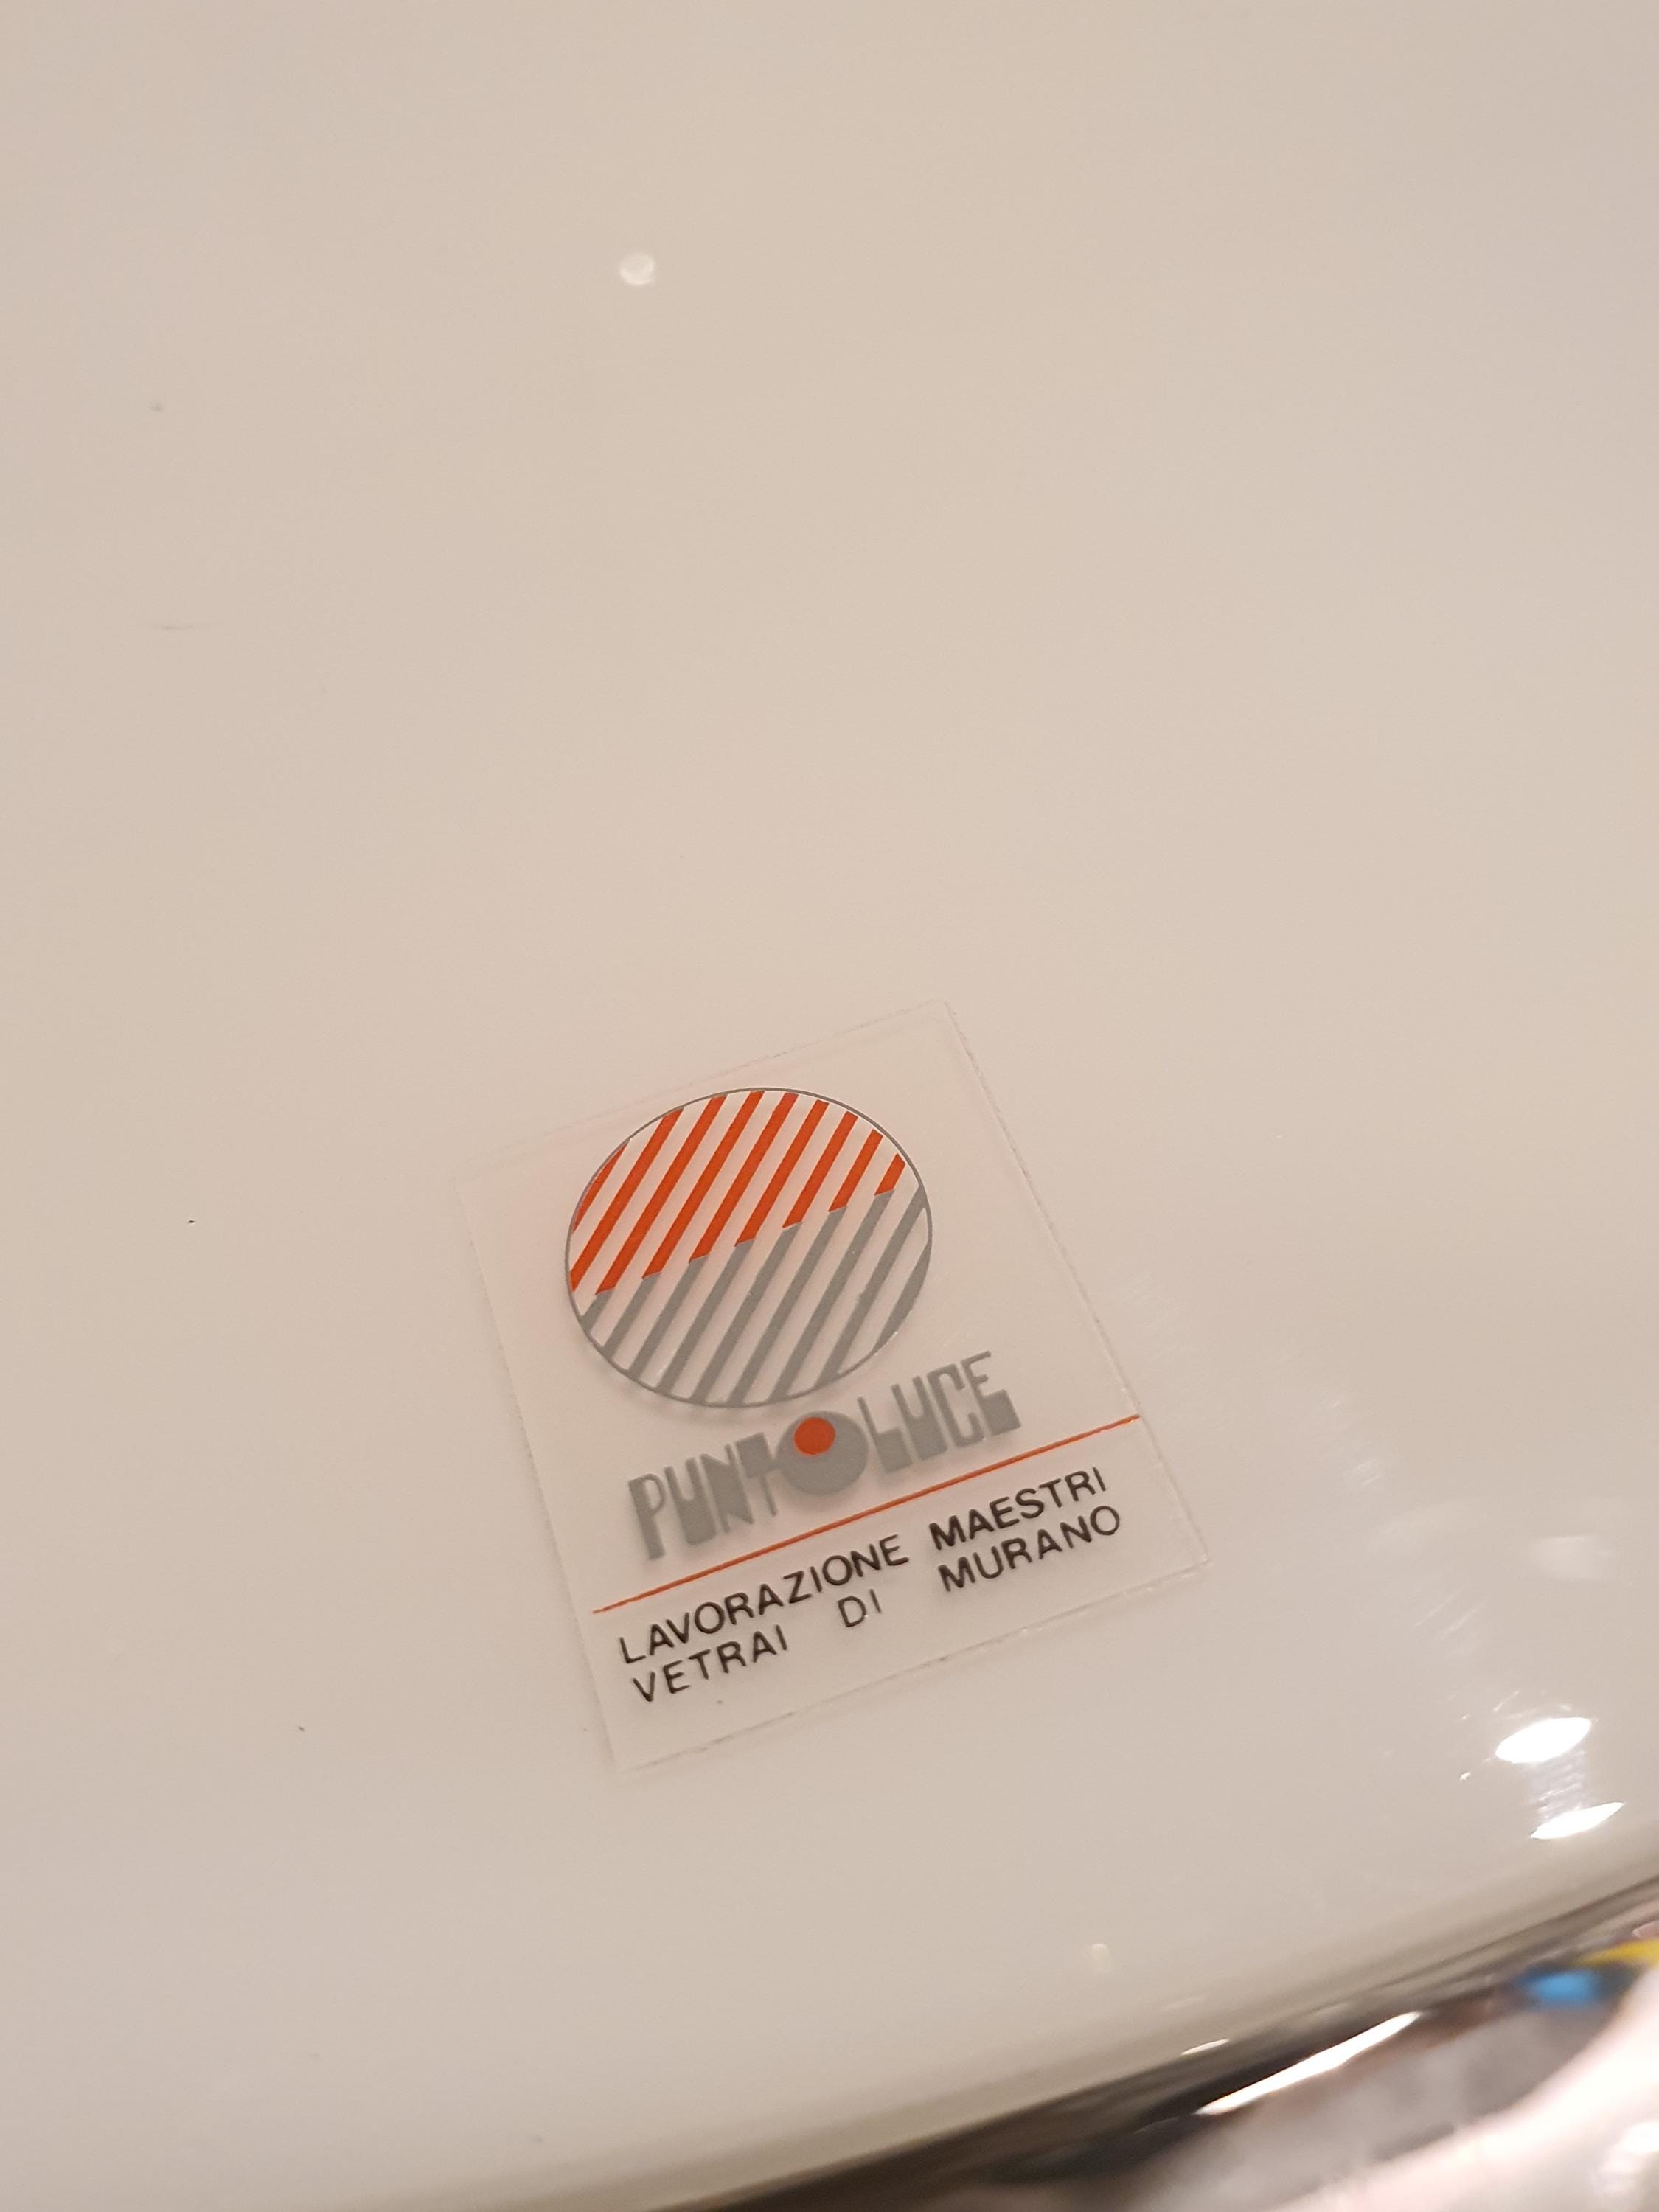 PUNTOLUCE
LAVORAZIONE MAESTRI
VETRAI DI MURANO